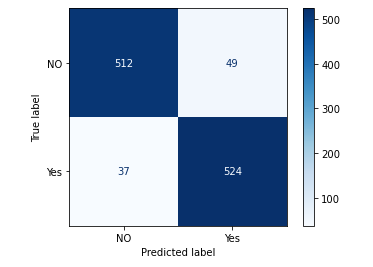 NO
512
49
Yes
37
524
NO
Yes
Predicted label
True label
500
400
300
200
100